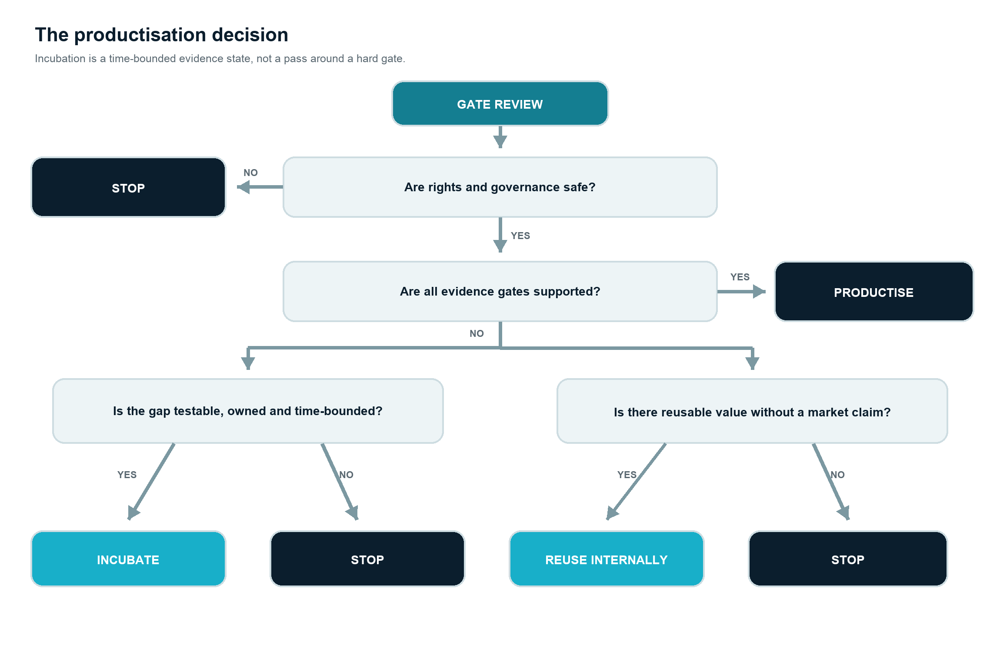 The productisation decision
Incubation is a time-bounded evidence state, not a pass around a hard gate.
GATE REVIEW
STOP
NO
Are rights and governance safe?
YES
Are all evidence gates supported?
YES
PRODUCTISE
NO
Is the gap testable, owned and time-bounded?
Is there reusable value without a market claim?
YES
NO
YES
NO
INCUBATE
STOP
REUSE INTERNALLY
STOP